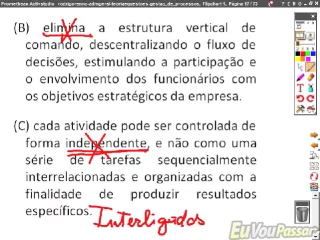 (B) elimina a estrutura vertical de
comando, descentralizando o fluxo de
decisões, estimulando a participação e
o envolvimento dos funcionários com
os objetivos estratégicos da empresa.
(C) cada atividade pode ser controlada de
forma independente, e não como uma
série de tarefas sequencialmente
interrelacionadas e organizadas com a
finalidade de produzir resultados
específicos. Interligadas
EuVouPassar